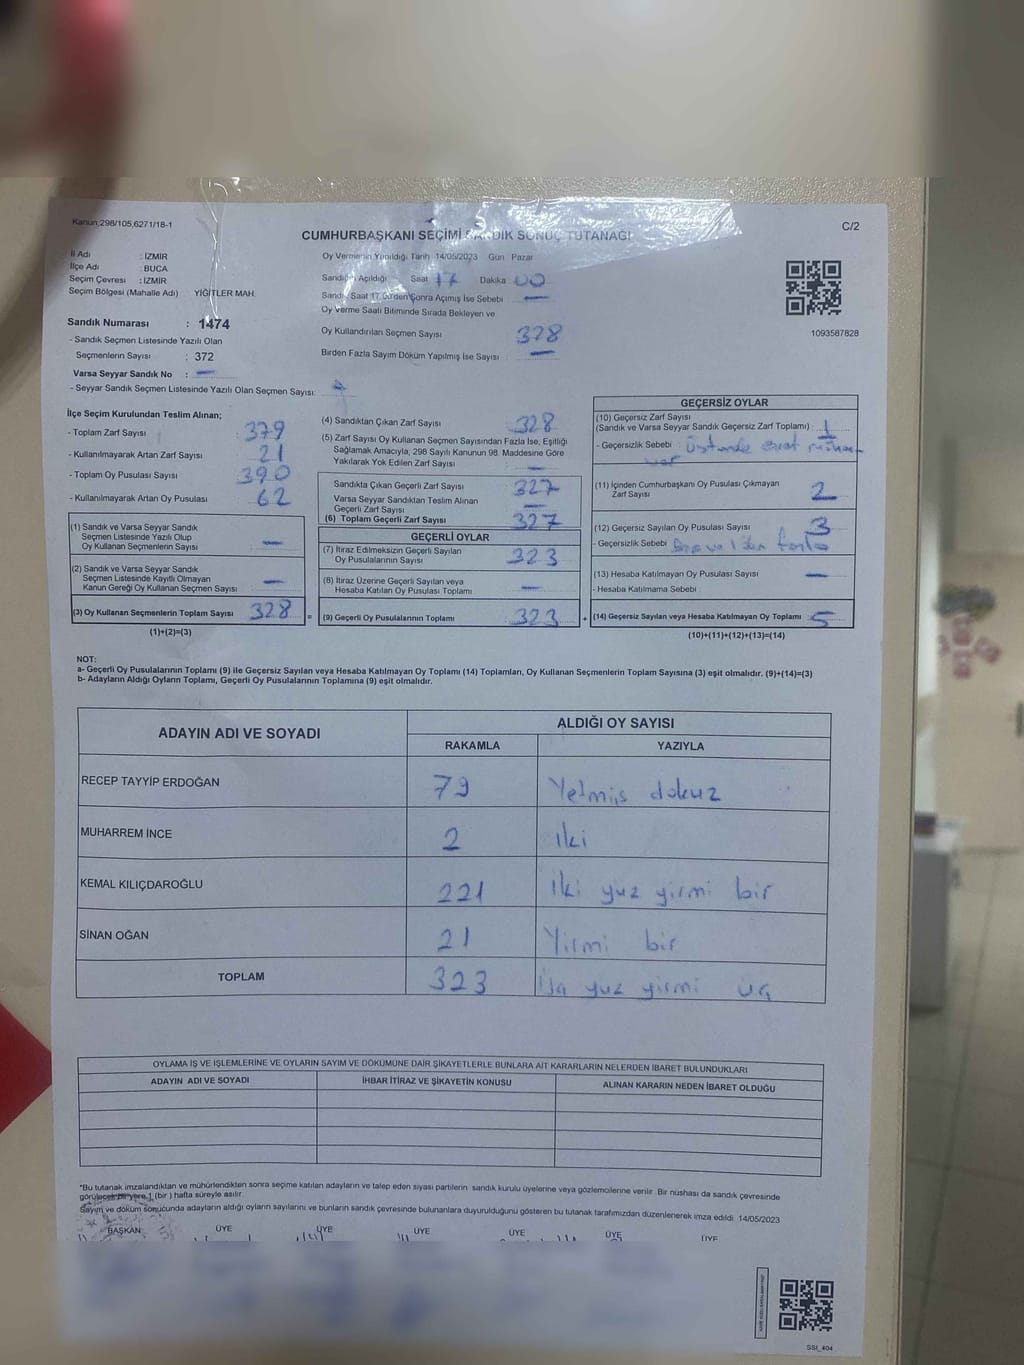 Kanun;298/105,6271/18-1
C/2
CUMHURBAŞKANI SEÇİMİ SANDIK SONUÇ TUTANAĞI
İl Adı : İZMİR
İlçe Adı : BUCA
Seçim Çevresi : İZMİR
Seçim Bölgesi (Mahalle Adı) YİĞİTLER MAH.
Sandık Numarası : 1474
- Sandık Seçmen Listesinde Yazılı Olan
Seçmenlerin Sayısı : 372
Varsa Seyyar Sandık No : —
- Seyyar Sandık Seçmen Listesinde Yazılı Olan Seçmen Sayısı:
Oy Vermenin Yapıldığı Tarih 14/05/2023 Gün Pazar
Sandığın Açıldığı Saat 17 Dakika 00
Sandık Saat 17.00'den Sonra Açımış İse Sebebi —
Oy Verme Saati Bitiminde Sırada Bekleyen ve
Oy Kullandırılan Seçmen Sayısı 328
Birden Fazla Sayım Döküm Yapılmış İse Sayısı —
1093587828
İlçe Seçim Kurulundan Teslim Alınan;
- Toplam Zarf Sayısı 379
- Kullanılmayarak Artan Zarf Sayısı 21
- Toplam Oy Pusulası Sayısı 390
- Kullanılmayarak Artan Oy Pusulası 62
(1) Sandık ve Varsa Seyyar Sandık
Seçmen Listesinde Yazılı Olup
Oy Kullanan Seçmenlerin Sayısı —
(2) Sandık ve Varsa Seyyar Sandık
Seçmen Listesinde Kayıtlı Olmayan
Kanun Gereği Oy Kullanan Seçmen Sayısı —
(3) Oy Kullanan Seçmenlerin Toplam Sayısı 328 =
(1)+(2)=(3)
(4) Sandıktan Çıkan Zarf Sayısı 328
(5) Zarf Sayısı Oy Kullanan Seçmen Sayısından Fazla İse, Eşitliği
Sağlamak Amacıyla, 298 Sayılı Kanunun 98. Maddesine Göre
Yakılarak Yok Edilen Zarf Sayısı —
Sandıkta Çıkan Geçerli Zarf Sayısı 327
Varsa Seyyar Sandıktan Teslim Alınan
Geçerli Zarf Sayısı —
(6) Toplam Geçerli Zarf Sayısı 327
GEÇERLİ OYLAR
(7) İtiraz Edilmeksizin Geçerli Sayılan
Oy Pusulalarının Sayısı 323
(8) İtiraz Üzerine Geçerli Sayılan veya
Hesaba Katılan Oy Pusulası Toplamı —
(9) Geçerli Oy Pusulalarının Toplamı 323 +
GEÇERSİZ OYLAR
(10) Geçersiz Zarf Sayısı
(Sandık ve Varsa Seyyar Sandık Geçersiz Zarf Toplamı) : 1
- Geçersizlik Sebebi : üstünde
var
(11) İçinden Cumhurbaşkanı Oy Pusulası Çıkmayan
Zarf Sayısı 2
(12) Geçersiz Sayılan Oy Pusulası Sayısı 3
- Geçersizlik Sebebi fazla
(13) Hesaba Katılmayan Oy Pusulası Sayısı —
- Hesaba Katılmama Sebebi
(14) Geçersiz Sayılan veya Hesaba Katılmayan Oy Toplamı 5
(10)+(11)+(12)+(13)=(14)
NOT:
a- Geçerli Oy Pusulalarının Toplamı (9) ile Geçersiz Sayılan veya Hesaba Katılmayan Oy Toplamı (14) Toplamları, Oy Kullanan Seçmenlerin Toplam Sayısına (3) eşit olmalıdır. (9)+(14)=(3)
b- Adayların Aldığı Oyların Toplamı, Geçerli Oy Pusulalarının Toplamına (9) eşit olmalıdır.
ADAYIN ADI VE SOYADI
ALDIĞI OY SAYISI
RAKAMLA YAZIYLA
RECEP TAYYİP ERDOĞAN 79 Yetmiş dokuz
MUHARREM İNCE 2 iki
KEMAL KILIÇDAROĞLU 221 iki yüz yirmi bir
SİNAN OĞAN 21 Yirmi bir
TOPLAM 323 üç yüz yirmi üç
OYLAMA İŞ VE İŞLEMLERİNE VE OYLARIN SAYIM VE DÖKÜMÜNE DAİR ŞİKAYETLERLE BUNLARA AİT KARARLARIN NELERDEN İBARET BULUNDUKLARI
ADAYIN ADI VE SOYADI İHBAR İTİRAZ VE ŞİKAYETİN KONUSU ALINAN KARARIN NEDEN İBARET OLDUĞU
*Bu tutanak imzalandıktan ve mühürlendikten sonra seçime katılan adayların ve talep eden siyasi partilerin sandık kurulu üyelerine veya gözlemcilerine verilir. Bir nüshası da sandık çevresinde
görülecek bir yere 1 (bir ) hafta süreyle asılır.
Sayım ve döküm sonucunda adayların aldığı oyların sayılarını ve bunların sandık çevresinde bulunanlara duyurulduğunu gösteren bu tutanak tarafımızdan düzenlenerek imza edildi. 14/05/2023
BAŞKAN ÜYE ÜYE ÜYE ÜYE ÜYE ÜYE
SSI_404